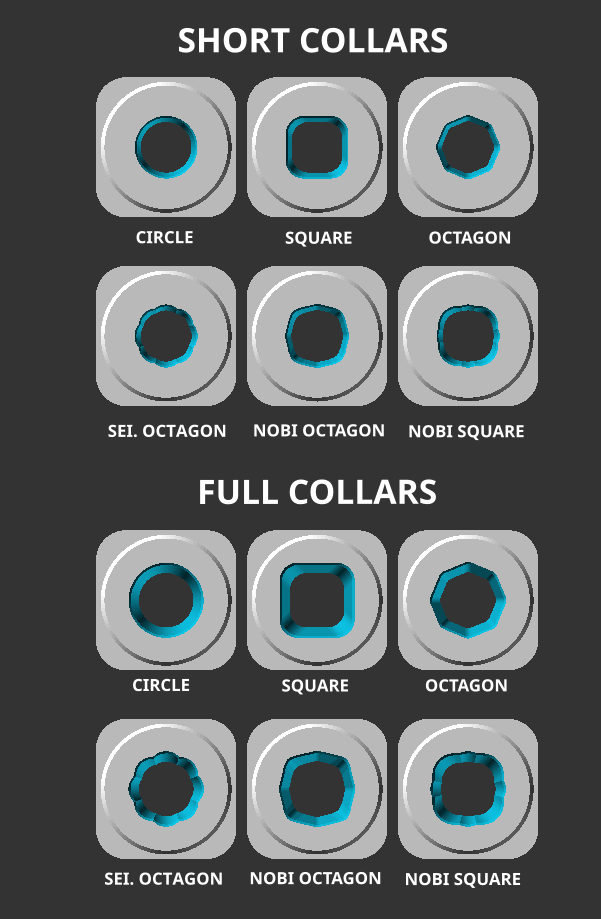 SHORT COLLARS
CIRCLE SQUARE OCTAGON
SEI. OCTAGON NOBI OCTAGON NOBI SQUARE
FULL COLLARS
CIRCLE SQUARE OCTAGON
SEI. OCTAGON NOBI OCTAGON NOBI SQUARE